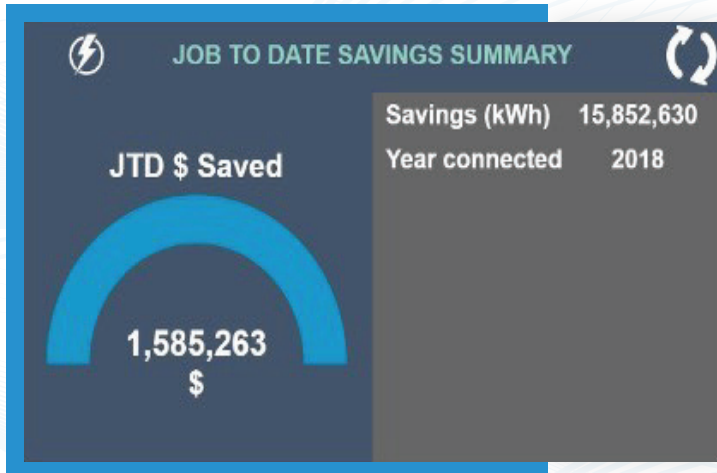 JOB TO DATE SAVINGS SUMMARY
JTD $ Saved
1,585,263
$
Savings (kWh) 15,852,630
Year connected 2018